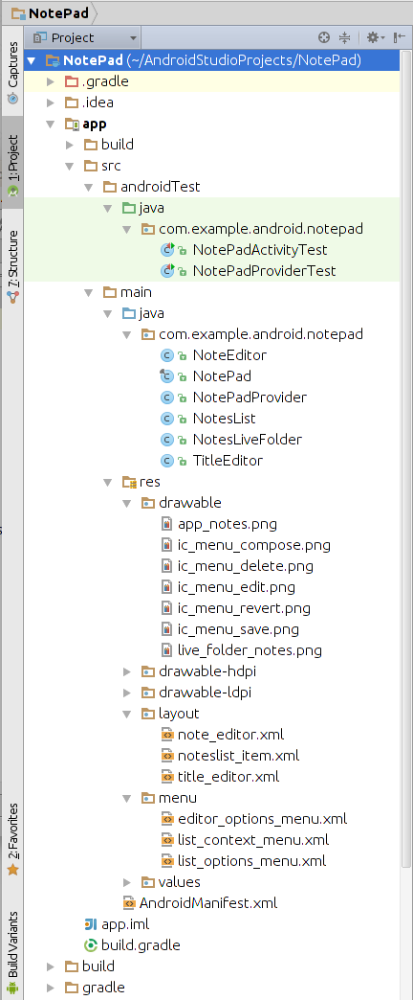 NotePad
Project
Captures
1: Project
7: Structure
2: Favorites
Build Variants
NotePad (~/AndroidStudioProjects/NotePad)
.gradle
.idea
app
build
src
androidTest
java
com.example.android.notepad
NotePadActivityTest
NotePadProviderTest
main
java
com.example.android.notepad
NoteEditor
NotePad
NotePadProvider
NotesList
NotesLiveFolder
TitleEditor
res
drawable
app_notes.png
ic_menu_compose.png
ic_menu_delete.png
ic_menu_edit.png
ic_menu_revert.png
ic_menu_save.png
live_folder_notes.png
drawable-hdpi
drawable-ldpi
layout
note_editor.xml
noteslist_item.xml
title_editor.xml
menu
editor_options_menu.xml
list_context_menu.xml
list_options_menu.xml
values
AndroidManifest.xml
app.iml
build.gradle
build
gradle